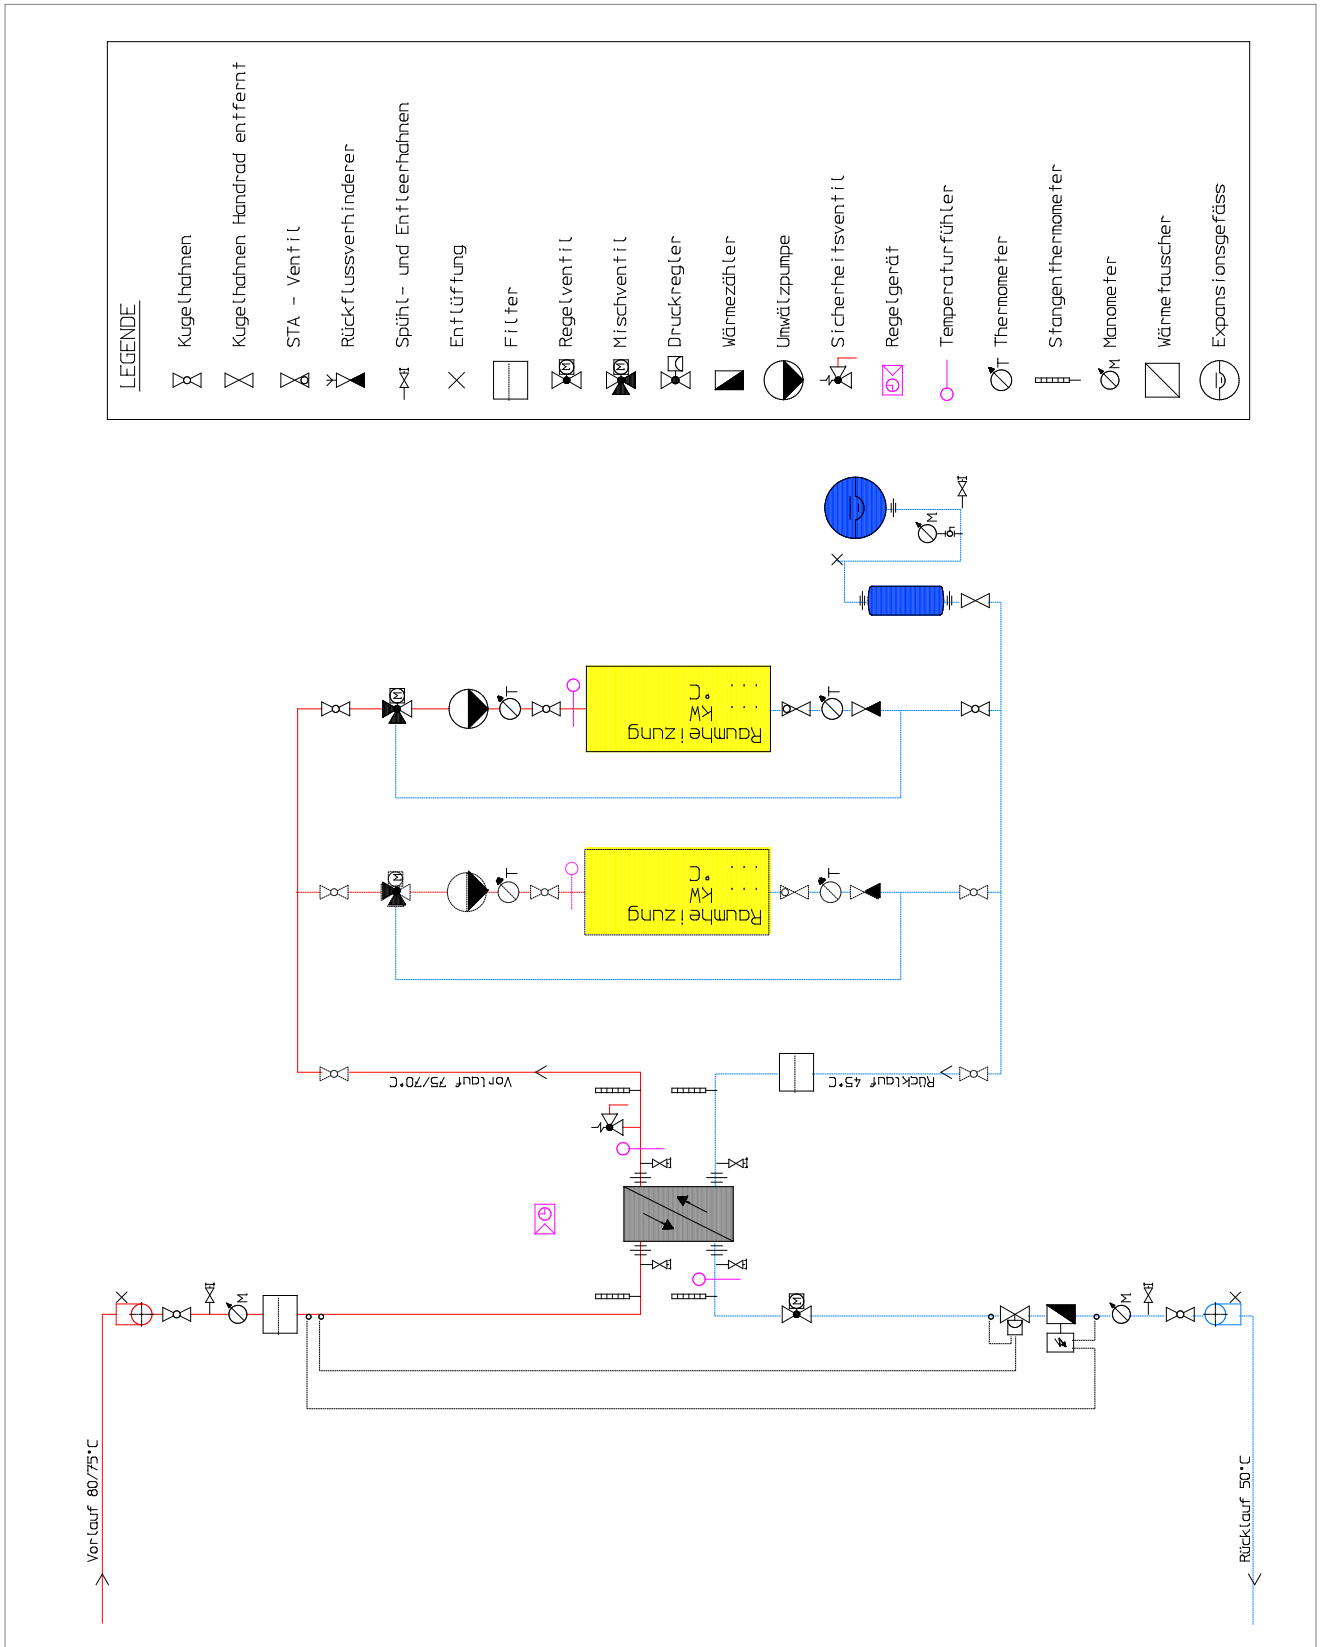 LEGENDE
Kugelhahnen
Kugelhahnen Handrad entfernt
STA - Ventil
Rückflussverhinderer
Spühl- und Entleerhahnen
Entlüftung
Filter
M Regelventil
M Mischventil
Druckregler
Wärmezähler
Umwälzpumpe
Sicherheitsventil
G Regelgerät
Temperaturfühler
T Thermometer
Stangenthermometer
M Manometer
Wärmetauscher
Expansionsgefäss
M
M
T
Raumheizung
... kW
... °C
T
M
T
Raumheizung
... kW
... °C
T
Vorlauf 75/70°C
Rücklauf 45°C
G
M
M
M
Vorlauf 80/75°C
Rücklauf 50°C